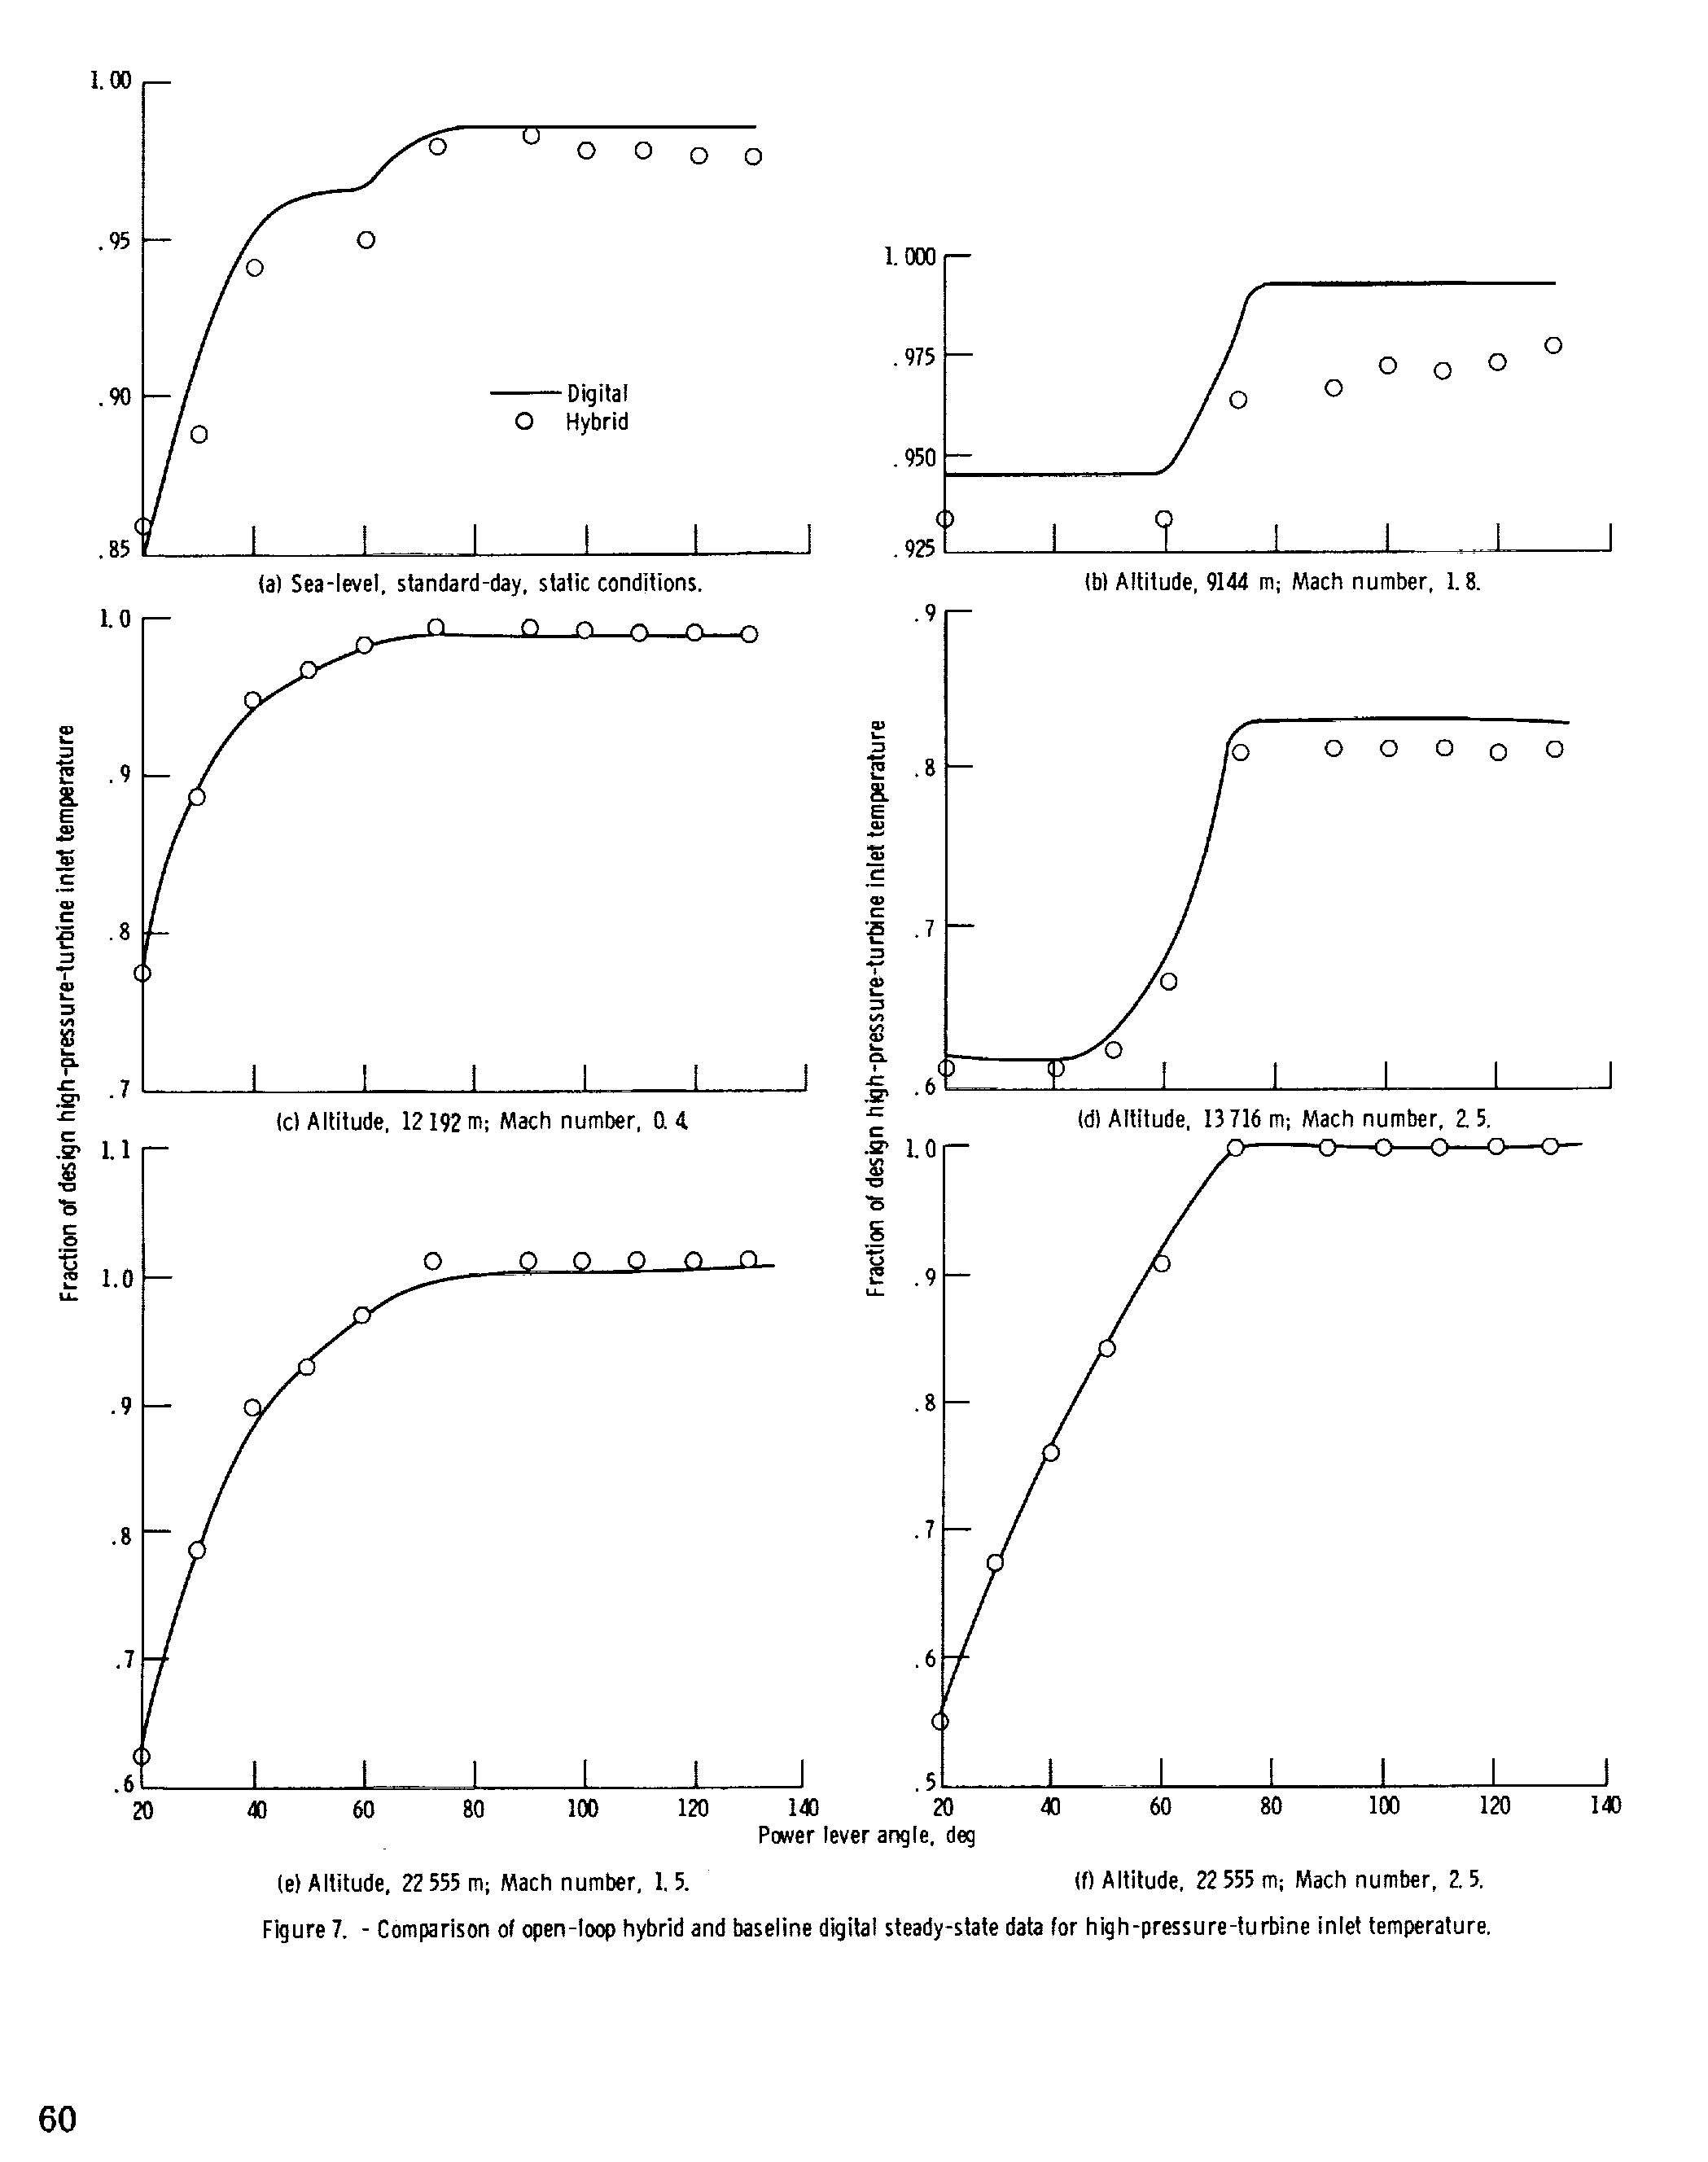 1.00
.95
.90
.85
Digital
Hybrid
(a) Sea-level, standard-day, static conditions.
1.000
.975
.950
.925
(b) Altitude, 9144 m; Mach number, 1.8.
1.0
.9
.8
.7
(c) Altitude, 12 192 m; Mach number, 0.4
.9
.8
.7
.6
(d) Altitude, 13 716 m; Mach number, 2.5.
Fraction of design high-pressure-turbine inlet temperature
Fraction of design high-pressure-turbine inlet temperature
1.1
1.0
.9
.8
.7
.6
20 40 60 80 100 120 140
1.0
.9
.8
.7
.6
.5
20 40 60 80 100 120 140
Power lever angle, deg
(e) Altitude, 22 555 m; Mach number, 1.5.
(f) Altitude, 22 555 m; Mach number, 2.5.
Figure 7. - Comparison of open-loop hybrid and baseline digital steady-state data for high-pressure-turbine inlet temperature.
60